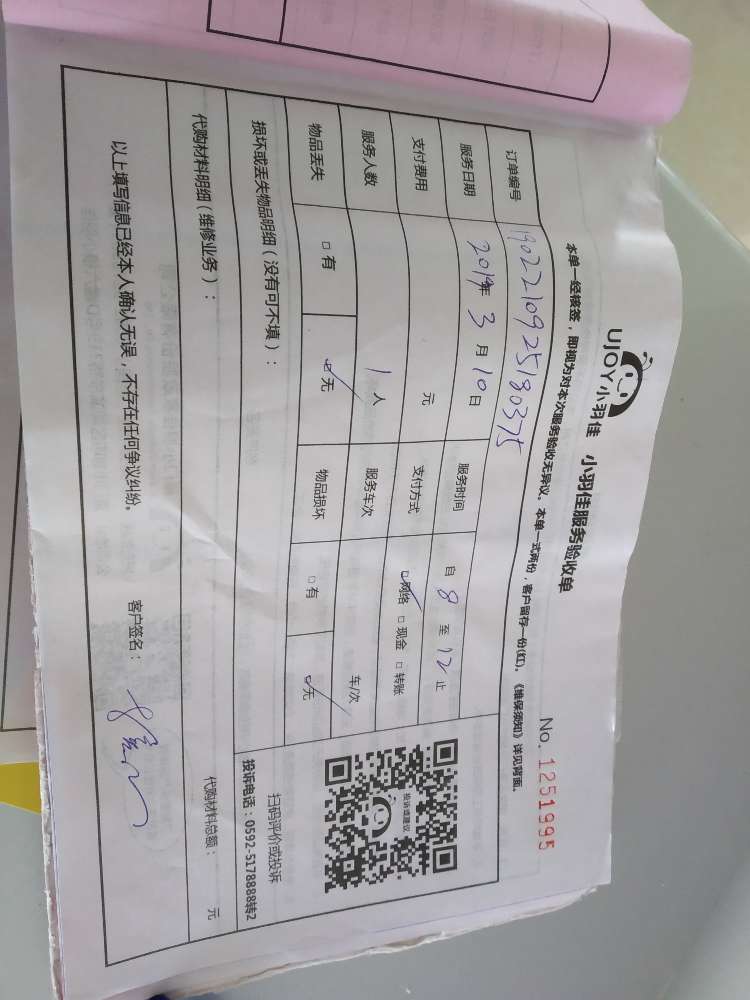 UJOY小羽佳 小羽佳服务验收单
No. 1251995
本单一经核签，即视为对本次服务验收无异议。本单一式两份，客户留存一份(红)。《维保须知》详见背面。
订单编号 1902210925180375
服务日期 2019年 3 月 10 日 服务时间 自 8 至 12 止
支付费用 元 支付方式 ☑网络 □现金 □转账
服务人数 1 人 服务车次 车/次
物品丢失 □有 ☑无 物品损坏 □有 ☑无
投诉或建议
扫码评价或投诉
投诉电话：0592-5178888转2
损坏或丢失物品明细（没有可不填）：
代购材料明细（维修业务）： 代购材料总额： 元
以上填写信息已经本人确认无误，不存在任何争议纠纷。 客户签名：